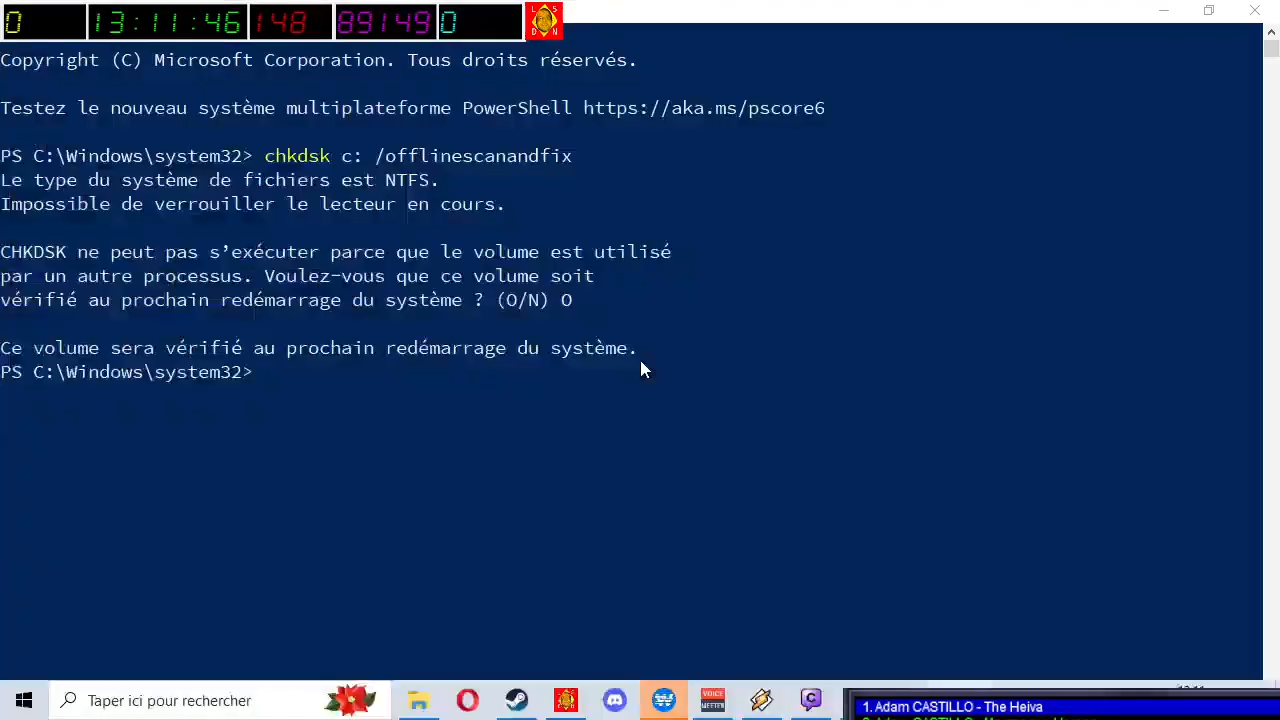 0 13:11:46 148 89149 0 LSDN
Copyright (C) Microsoft Corporation. Tous droits réservés.
Testez le nouveau système multiplateforme PowerShell https://aka.ms/pscore6
PS C:\Windows\system32> chkdsk c: /offlinescanandfix
Le type du système de fichiers est NTFS.
Impossible de verrouiller le lecteur en cours.
CHKDSK ne peut pas s’exécuter parce que le volume est utilisé
par un autre processus. Voulez-vous que ce volume soit
vérifié au prochain redémarrage du système ? (O/N) O
Ce volume sera vérifié au prochain redémarrage du système.
PS C:\Windows\system32>
Taper ici pour rechercher
VOICE
MEETER
1. Adam CASTILLO - The Heiva